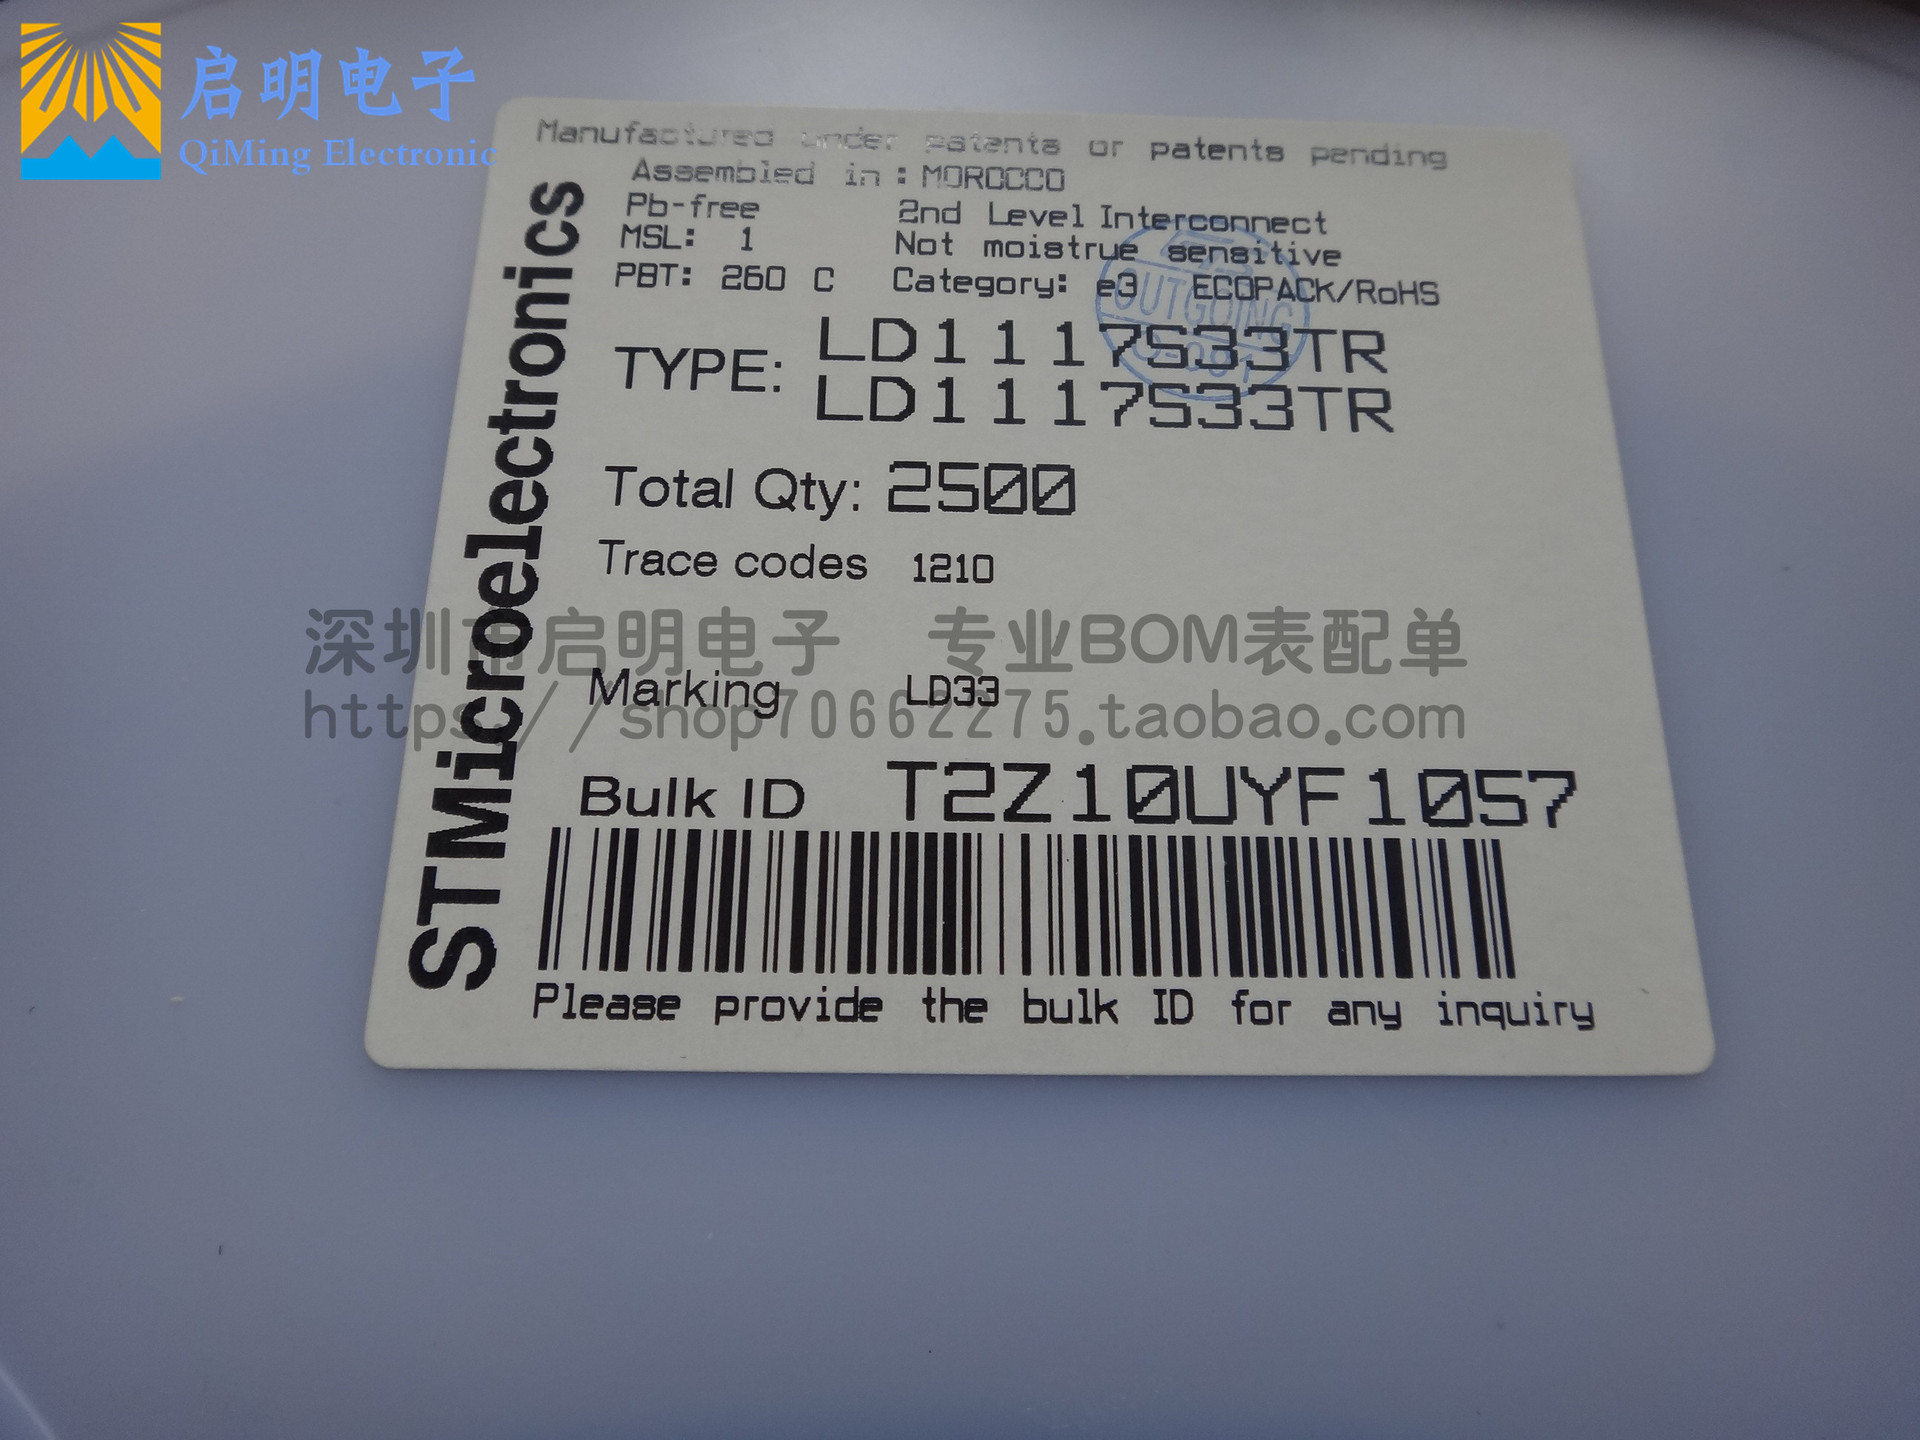 启明电子
QiMing Electronic
Manufactured under patents or patents pending
Assembled in : MOROCCO
Pb-free 2nd Level Interconnect
MSL: 1 Not moistrue sensitive
PBT: 260 C Category: e3 ECOPACK/RoHS
OUTGOING
TYPE: LD1117S33TR
LD1117S33TR
Total Qty: 2500
Trace codes 1210
深圳市启明电子 专业BOM表配单
Marking LD33
https://shop70662275.taobao.com
Bulk ID T2Z10UYF1057
Please provide the bulk ID for any inquiry
STMicroelectronics